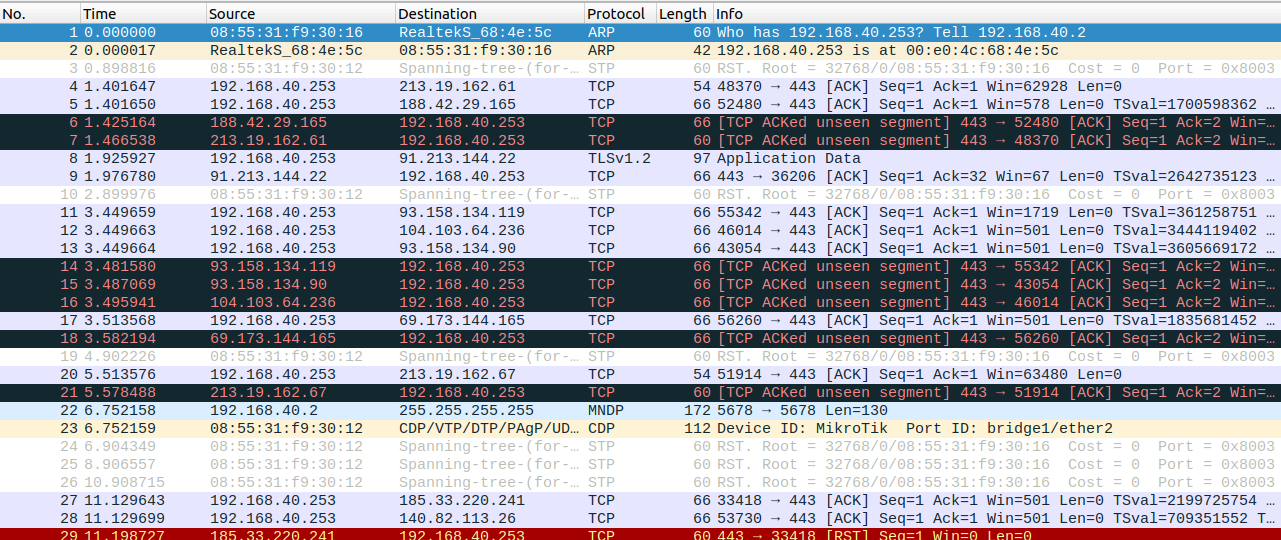 No. Time Source Destination Protocol Length Info
1 0.000000 08:55:31:f9:30:16 RealtekS_68:4e:5c ARP 60 Who has 192.168.40.253? Tell 192.168.40.2
2 0.000017 RealtekS_68:4e:5c 08:55:31:f9:30:16 ARP 42 192.168.40.253 is at 00:e0:4c:68:4e:5c
3 0.898816 08:55:31:f9:30:12 Spanning-tree-(for-… STP 60 RST. Root = 32768/0/08:55:31:f9:30:16 Cost = 0 Port = 0x8003
4 1.401647 192.168.40.253 213.19.162.61 TCP 54 48370 → 443 [ACK] Seq=1 Ack=1 Win=62928 Len=0
5 1.401650 192.168.40.253 188.42.29.165 TCP 66 52480 → 443 [ACK] Seq=1 Ack=1 Win=578 Len=0 TSval=1700598362 …
6 1.425164 188.42.29.165 192.168.40.253 TCP 66 [TCP ACKed unseen segment] 443 → 52480 [ACK] Seq=1 Ack=2 Win=…
7 1.466538 213.19.162.61 192.168.40.253 TCP 60 [TCP ACKed unseen segment] 443 → 48370 [ACK] Seq=1 Ack=2 Win=…
8 1.925927 192.168.40.253 91.213.144.22 TLSv1.2 97 Application Data
9 1.976780 91.213.144.22 192.168.40.253 TCP 66 443 → 36206 [ACK] Seq=1 Ack=32 Win=67 Len=0 TSval=2642735123 …
10 2.899976 08:55:31:f9:30:12 Spanning-tree-(for-… STP 60 RST. Root = 32768/0/08:55:31:f9:30:16 Cost = 0 Port = 0x8003
11 3.449659 192.168.40.253 93.158.134.119 TCP 66 55342 → 443 [ACK] Seq=1 Ack=1 Win=1719 Len=0 TSval=361258751 …
12 3.449663 192.168.40.253 104.103.64.236 TCP 66 46014 → 443 [ACK] Seq=1 Ack=1 Win=501 Len=0 TSval=3444119402 …
13 3.449664 192.168.40.253 93.158.134.90 TCP 66 43054 → 443 [ACK] Seq=1 Ack=1 Win=501 Len=0 TSval=3605669172 …
14 3.481580 93.158.134.119 192.168.40.253 TCP 66 [TCP ACKed unseen segment] 443 → 55342 [ACK] Seq=1 Ack=2 Win=…
15 3.487069 93.158.134.90 192.168.40.253 TCP 66 [TCP ACKed unseen segment] 443 → 43054 [ACK] Seq=1 Ack=2 Win=…
16 3.495941 104.103.64.236 192.168.40.253 TCP 66 [TCP ACKed unseen segment] 443 → 46014 [ACK] Seq=1 Ack=2 Win=…
17 3.513568 192.168.40.253 69.173.144.165 TCP 66 56260 → 443 [ACK] Seq=1 Ack=1 Win=501 Len=0 TSval=1835681452 …
18 3.582194 69.173.144.165 192.168.40.253 TCP 66 [TCP ACKed unseen segment] 443 → 56260 [ACK] Seq=1 Ack=2 Win=…
19 4.902226 08:55:31:f9:30:12 Spanning-tree-(for-… STP 60 RST. Root = 32768/0/08:55:31:f9:30:16 Cost = 0 Port = 0x8003
20 5.513576 192.168.40.253 213.19.162.67 TCP 54 51914 → 443 [ACK] Seq=1 Ack=1 Win=63480 Len=0
21 5.578488 213.19.162.67 192.168.40.253 TCP 60 [TCP ACKed unseen segment] 443 → 51914 [ACK] Seq=1 Ack=2 Win=…
22 6.752158 192.168.40.2 255.255.255.255 MNDP 172 5678 → 5678 Len=130
23 6.752159 08:55:31:f9:30:12 CDP/VTP/DTP/PAgP/UD… CDP 112 Device ID: MikroTik Port ID: bridge1/ether2
24 6.904349 08:55:31:f9:30:12 Spanning-tree-(for-… STP 60 RST. Root = 32768/0/08:55:31:f9:30:16 Cost = 0 Port = 0x8003
25 8.906557 08:55:31:f9:30:12 Spanning-tree-(for-… STP 60 RST. Root = 32768/0/08:55:31:f9:30:16 Cost = 0 Port = 0x8003
26 10.908715 08:55:31:f9:30:12 Spanning-tree-(for-… STP 60 RST. Root = 32768/0/08:55:31:f9:30:16 Cost = 0 Port = 0x8003
27 11.129643 192.168.40.253 185.33.220.241 TCP 66 33418 → 443 [ACK] Seq=1 Ack=1 Win=501 Len=0 TSval=2199725754 …
28 11.129699 192.168.40.253 140.82.113.26 TCP 66 53730 → 443 [ACK] Seq=1 Ack=1 Win=501 Len=0 TSval=709351552 T…
29 11.198727 185.33.220.241 192.168.40.253 TCP 60 443 → 33418 [RST] Seq=1 Win=0 Len=0